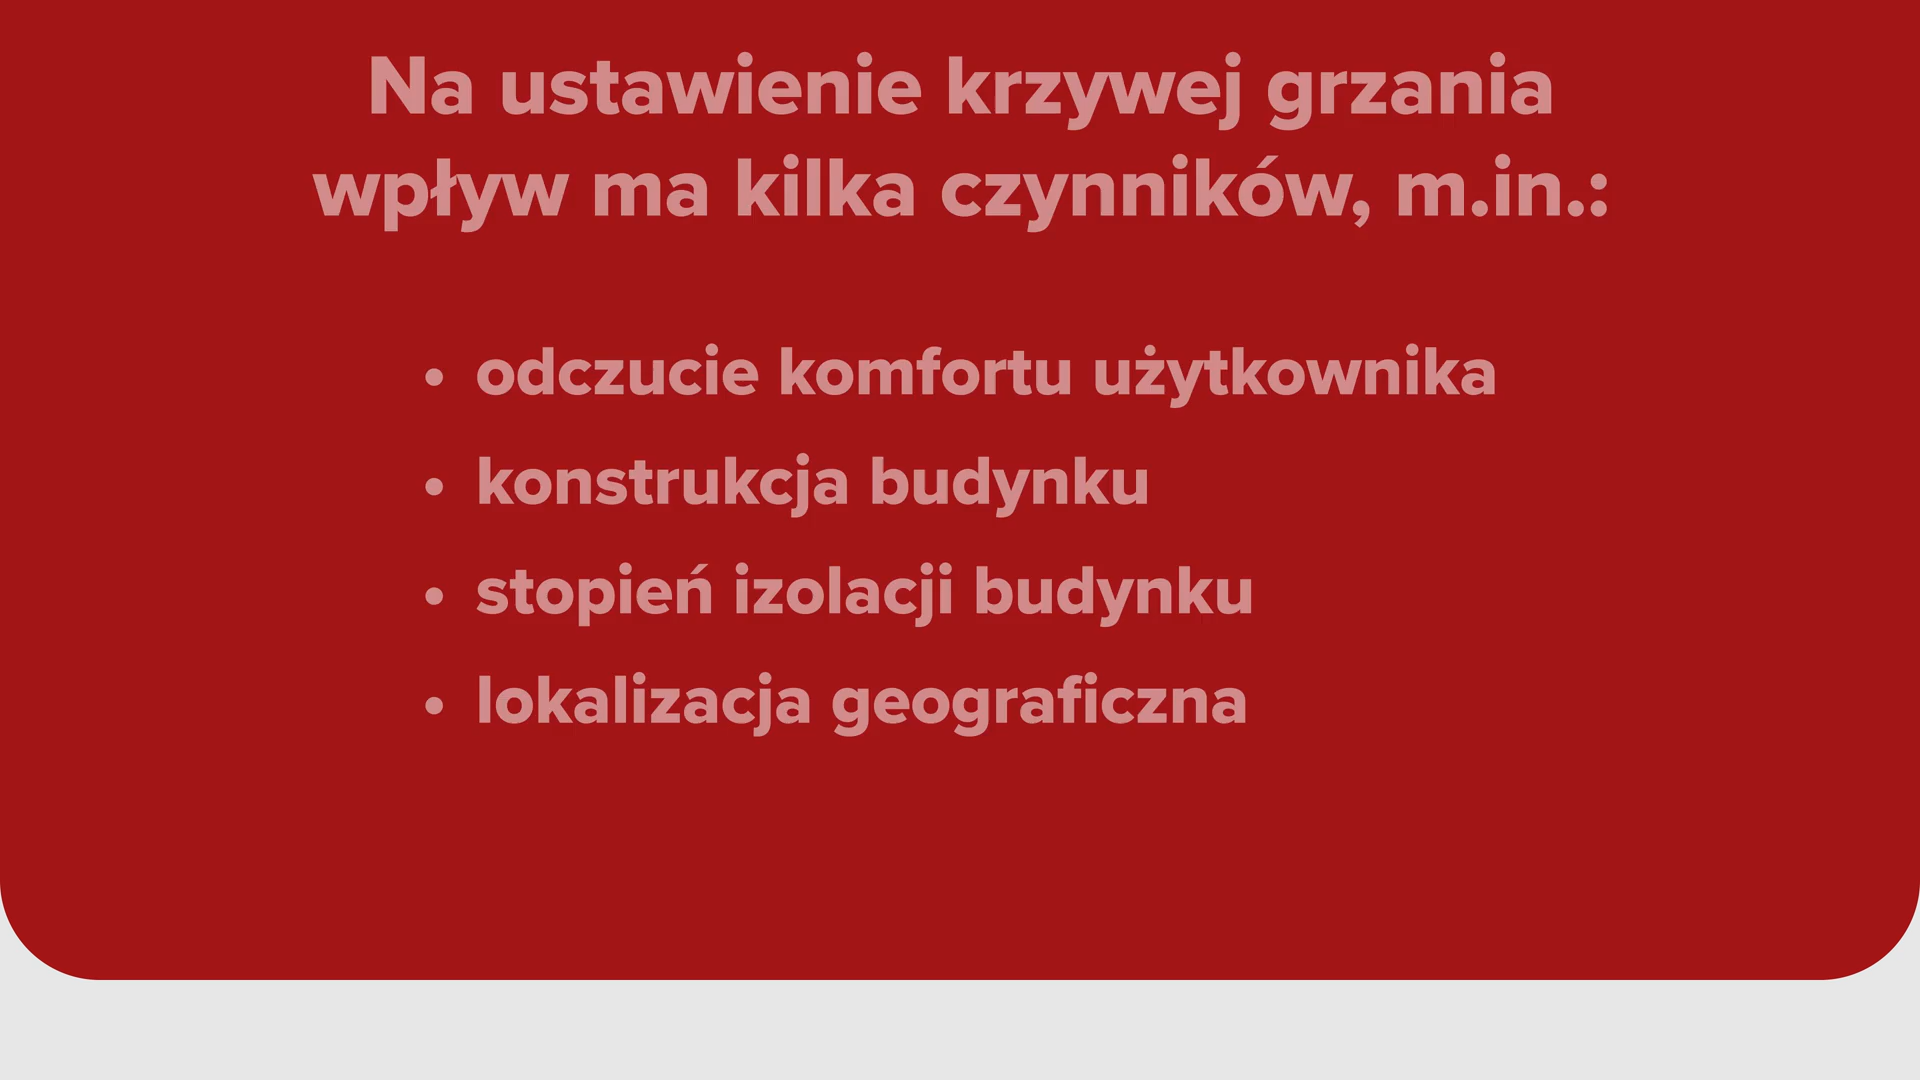 Na ustawienie krzywej grzania
wpływ ma kilka czynników, m.in.:
• odczucie komfortu użytkownika
• konstrukcja budynku
• stopień izolacji budynku
• lokalizacja geograficzna